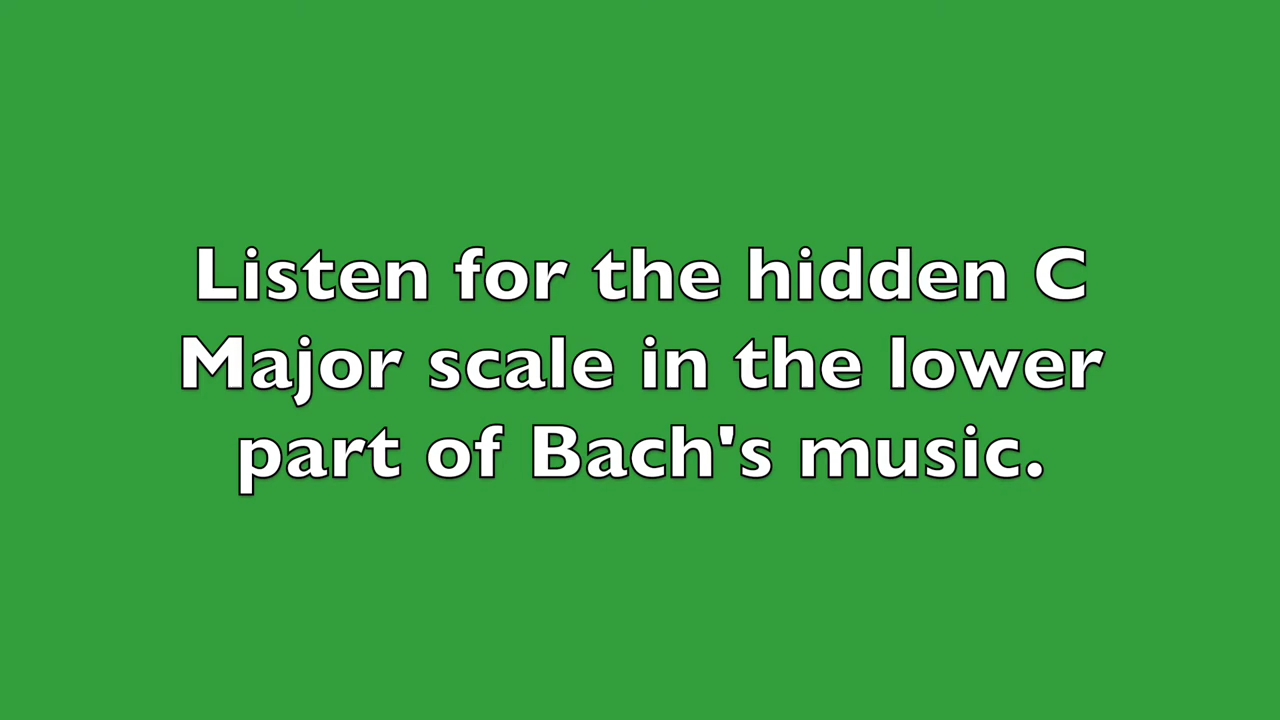 Listen for the hidden C
Major scale in the lower
part of Bach's music.